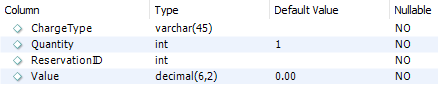 Column Type Default Value Nullable
ChargeType varchar(45) NO
Quantity int 1 NO
ReservationID int NO
Value decimal(6,2) 0.00 NO